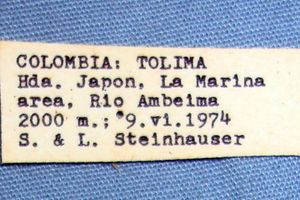 COLOMBIA: TOLIMA
Hda. Japon, La Marina
area, Rio Ambeima
2000 m.; 9.vi.1974
S. & L. Steinhauser